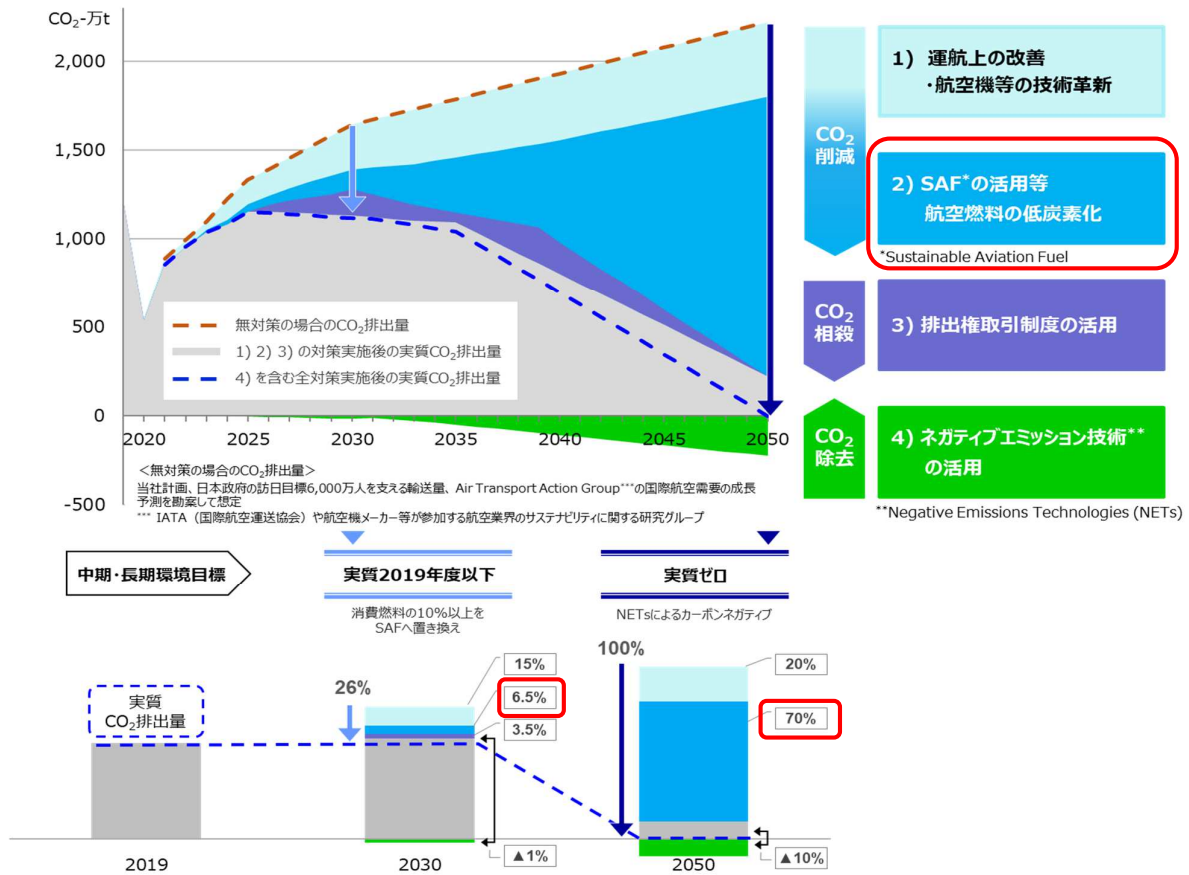 CO₂-万t
2,000
1,500
1,000
500
0
-500
2020
2025
2030
2035
2040
2045
2050
無対策の場合のCO₂排出量
1) 2) 3) の対策実施後の実質CO₂排出量
4) を含む全対策実施後の実質CO₂排出量
<無対策の場合のCO₂排出量>
当社計画、日本政府の訪日目標6,000万人を支える輸送量、Air Transport Action Group***の国際航空需要の成長
予測を勘案して想定
*** IATA（国際航空運送協会）や航空機メーカー等が参加する航空業界のサステナビリティに関する研究グループ
CO₂
削減
1) 運航上の改善
・航空機等の技術革新
2) SAF*の活用等
航空燃料の低炭素化
*Sustainable Aviation Fuel
CO₂
相殺
3) 排出権取引制度の活用
CO₂
除去
4) ネガティブエミッション技術**
の活用
**Negative Emissions Technologies (NETs)
中期・長期環境目標
実質2019年度以下
消費燃料の10%以上を
SAFへ置き換え
実質ゼロ
NETsによるカーボンネガティブ
実質
CO₂排出量
26%
15%
6.5%
3.5%
▲1%
100%
20%
70%
▲10%
2019
2030
2050